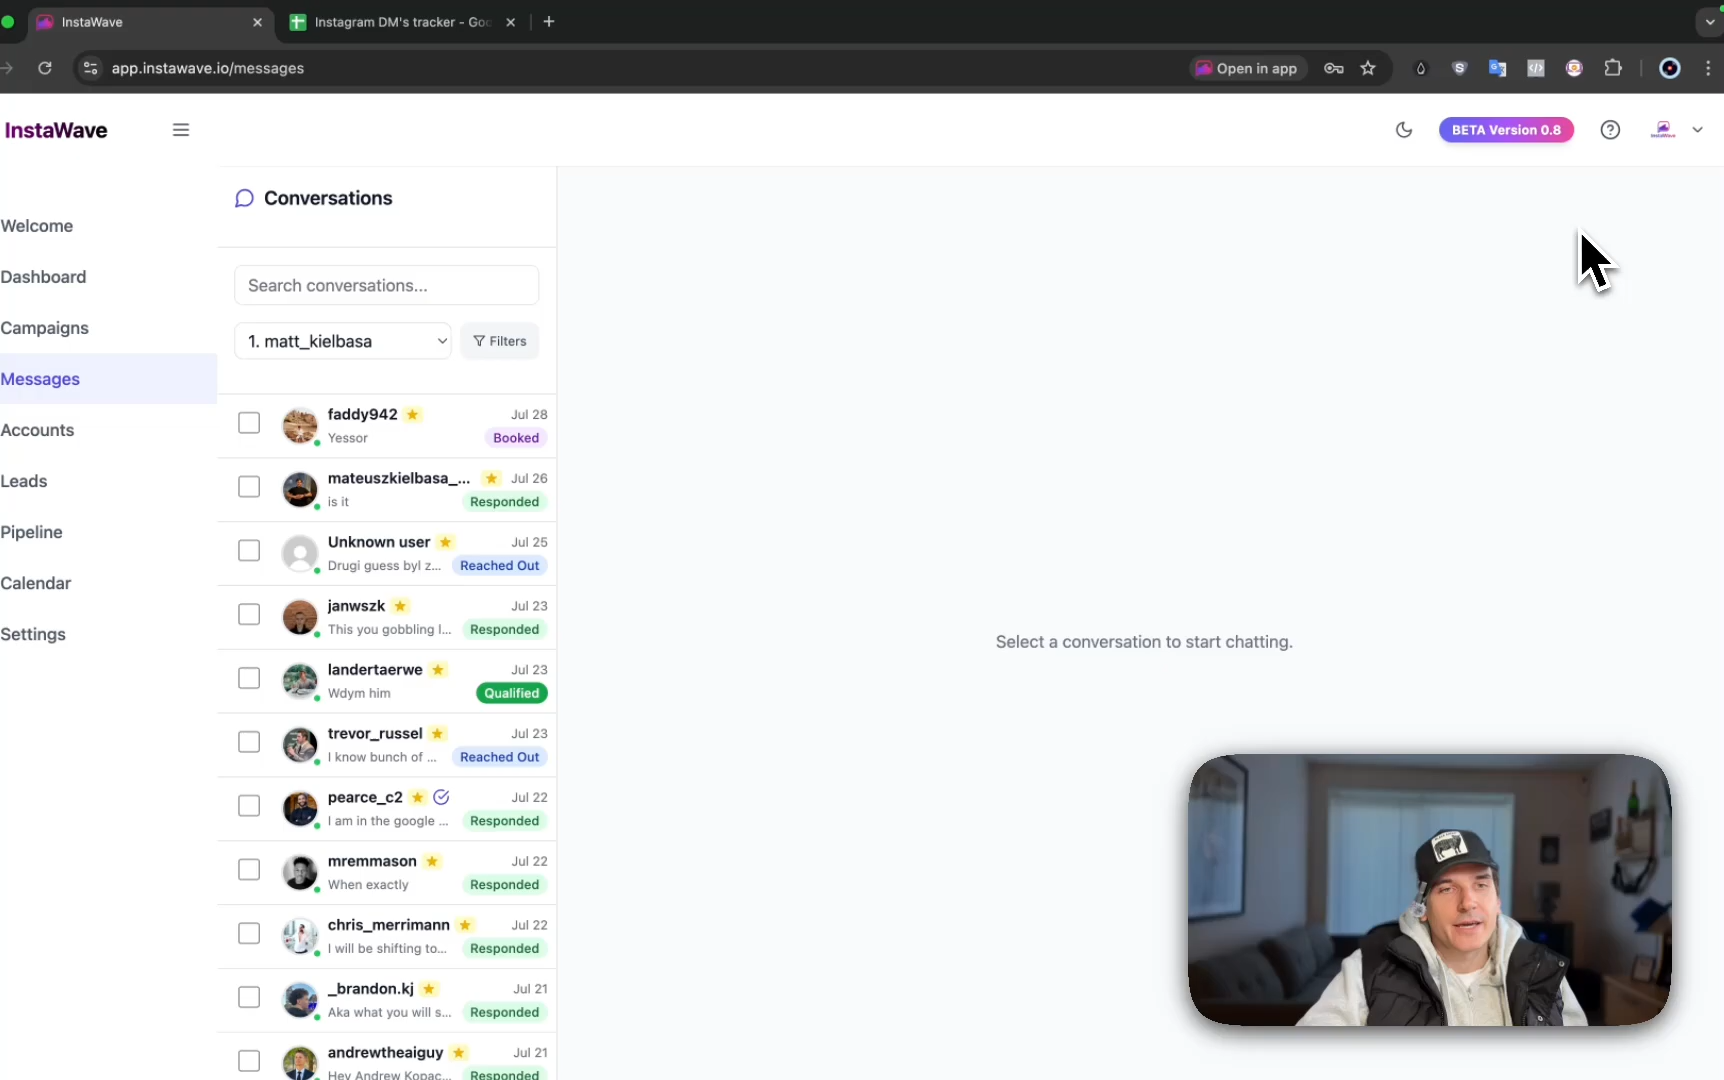 InstaWave
Instagram DM's tracker - Goo
app.instawave.io/messages
Open in app
InstaWave
BETA Version 0.8
Welcome
Dashboard
Campaigns
Messages
Accounts
Leads
Pipeline
Calendar
Settings
Conversations
Search conversations...
1. matt_kielbasa
Filters
faddy942 Jul 28
Yessor Booked
mateuszkielbasa_... Jul 26
is it Responded
Unknown user Jul 25
Drugi guess byl z... Reached Out
janwszk Jul 23
This you gobbling l... Responded
landertaerwe Jul 23
Wdym him Qualified
trevor_russel Jul 23
I know bunch of ... Reached Out
pearce_c2 Jul 22
I am in the google ... Responded
mremmason Jul 22
When exactly Responded
chris_merrimann Jul 22
I will be shifting to... Responded
_brandon.kj Jul 21
Aka what you will s... Responded
andrewtheaiguy Jul 21
Hey Andrew Kopac... Responded
Select a conversation to start chatting.